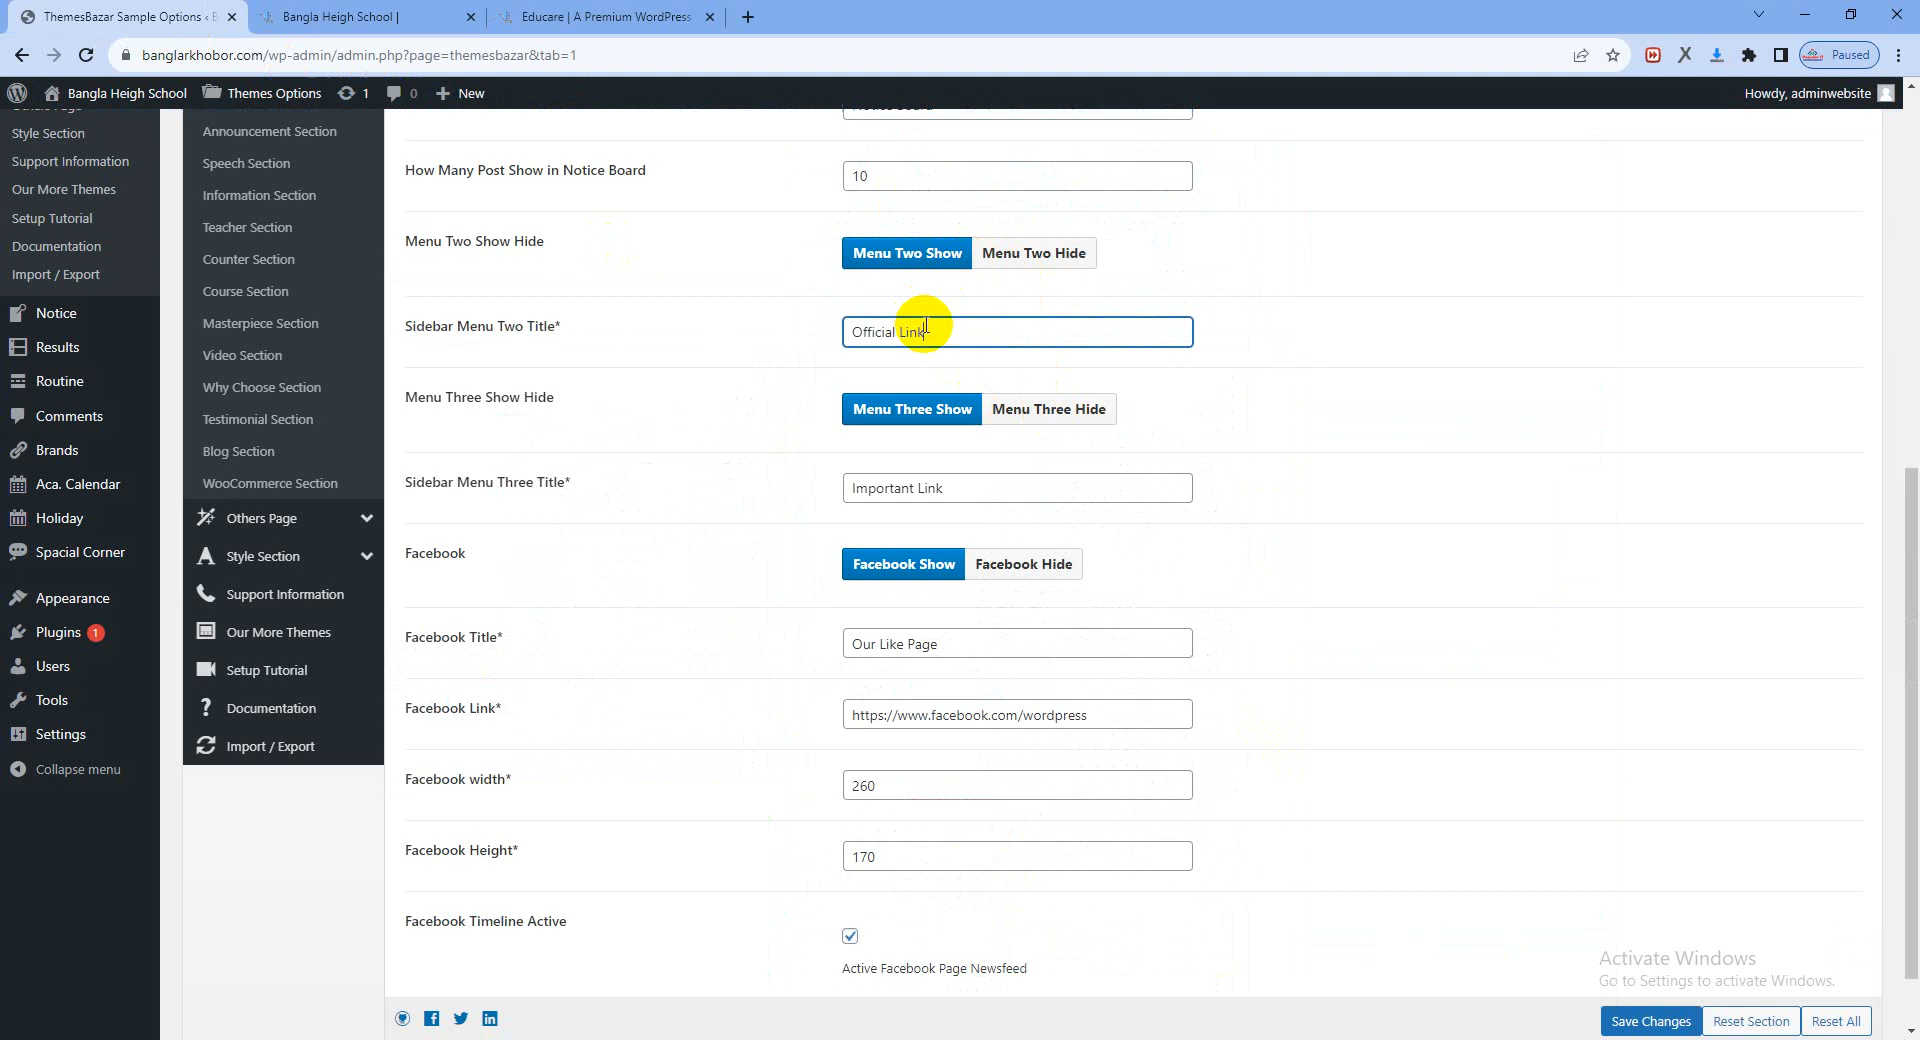 ThemesBazar Sample Options ‹
Bangla Heigh School |
Educare | A Premium WordPress
banglarkhobor.com/wp-admin/admin.php?page=themesbazar&tab=1
Paused
Bangla Heigh School
Themes Options
1
0
New
Howdy, adminwebsite
Style Section
Support Information
Our More Themes
Setup Tutorial
Documentation
Import / Export
Notice
Results
Routine
Comments
Brands
Aca. Calendar
Holiday
Spacial Corner
Appearance
Plugins 1
Users
Tools
Settings
Collapse menu
Announcement Section
Speech Section
Information Section
Teacher Section
Counter Section
Course Section
Masterpiece Section
Video Section
Why Choose Section
Testimonial Section
Blog Section
WooCommerce Section
Others Page
Style Section
Support Information
Our More Themes
Setup Tutorial
Documentation
Import / Export
How Many Post Show in Notice Board
10
Menu Two Show Hide
Menu Two Show Menu Two Hide
Sidebar Menu Two Title*
Official Link
Menu Three Show Hide
Menu Three Show Menu Three Hide
Sidebar Menu Three Title*
Important Link
Facebook
Facebook Show Facebook Hide
Facebook Title*
Our Like Page
Facebook Link*
https://www.facebook.com/wordpress
Facebook width*
260
Facebook Height*
170
Facebook Timeline Active
Active Facebook Page Newsfeed
Activate Windows
Go to Settings to activate Windows.
Save Changes Reset Section Reset All